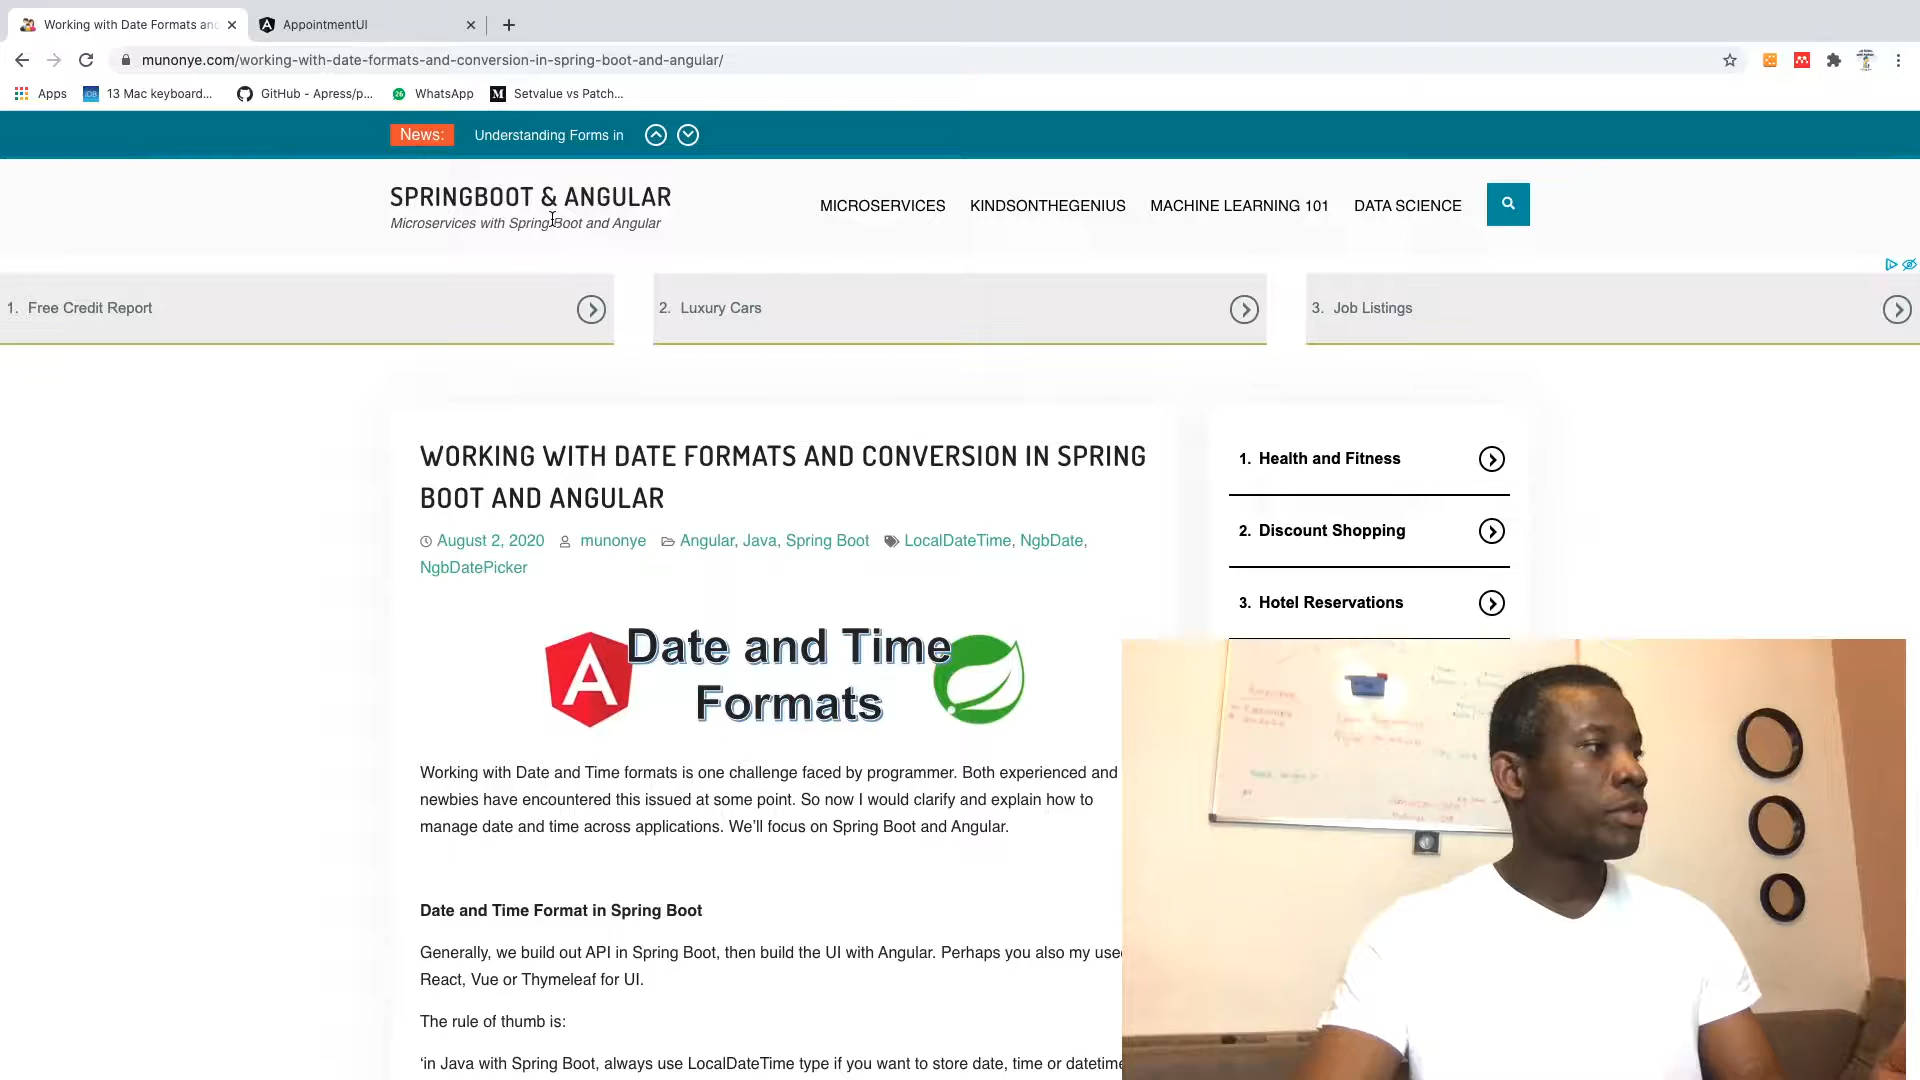 Working with Date Formats and
AppointmentUI
munonye.com/working-with-date-formats-and-conversion-in-spring-boot-and-angular/
Apps
13 Mac keyboard...
GitHub - Apress/p...
WhatsApp
Setvalue vs Patch...
News:
Understanding Forms in
SPRINGBOOT & ANGULAR
Microservices with Spring Boot and Angular
MICROSERVICES
KINDSONTHEGENIUS
MACHINE LEARNING 101
DATA SCIENCE
1. Free Credit Report
2. Luxury Cars
3. Job Listings
WORKING WITH DATE FORMATS AND CONVERSION IN SPRING
BOOT AND ANGULAR
August 2, 2020 munonye Angular, Java, Spring Boot LocalDateTime, NgbDate,
NgbDatePicker
Date and Time
Formats
Working with Date and Time formats is one challenge faced by programmer. Both experienced and
newbies have encountered this issued at some point. So now I would clarify and explain how to
manage date and time across applications. We'll focus on Spring Boot and Angular.
Date and Time Format in Spring Boot
Generally, we build out API in Spring Boot, then build the UI with Angular. Perhaps you also my use
React, Vue or Thymeleaf for UI.
The rule of thumb is:
‘in Java with Spring Boot, always use LocalDateTime type if you want to store date, time or datetime
1. Health and Fitness
2. Discount Shopping
3. Hotel Reservations